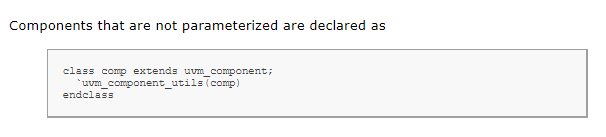 Components that are not parameterized are declared as
class comp extends uvm_component;
  `uvm_component_utils(comp)
endclass